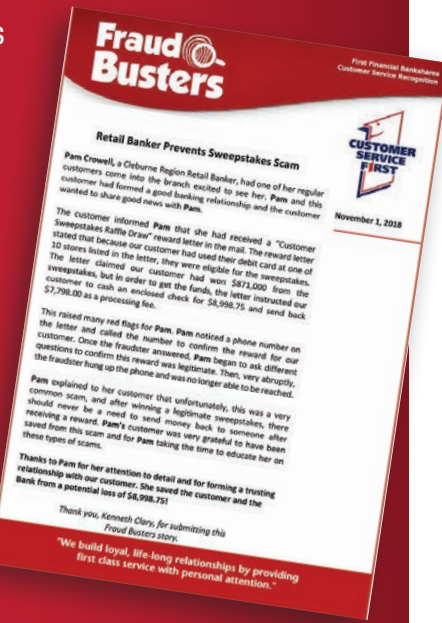 s
Fraud
Busters
First Financial Bankshares
Customer Service Recognition
CUSTOMER
SERVICE
FIRST
November 1, 2018
Retail Banker Prevents Sweepstakes Scam
Pam Crowell, a Cleburne Region Retail Banker, had one of her regular
customers come into the branch excited to see her. Pam and this
customer had formed a good banking relationship and the customer
wanted to share good news with Pam.
The customer informed Pam that she had received a "Customer
Sweepstakes Raffle Draw" reward letter in the mail. The reward letter
stated that because our customer had used their debit card at one of
10 stores listed in the letter, they were eligible for the sweepstakes.
The letter claimed our customer had won $871,000 from the
sweepstakes, but in order to get the funds, the letter instructed our
customer to cash an enclosed check for $8,998.75 and send back
$7,798.00 as a processing fee.
This raised many red flags for Pam. Pam noticed a phone number on
the letter and called the number to confirm the reward for our
customer. Once the fraudster answered, Pam began to ask different
questions to confirm this reward was legitimate. Then, very abruptly,
the fraudster hung up the phone and was no longer able to be reached.
Pam explained to her customer that unfortunately, this was a very
common scam, and after winning a legitimate sweepstakes, there
should never be a need to send money back to someone after
receiving a reward. Pam's customer was very grateful to have been
saved from this scam and for Pam taking the time to educate her on
these types of scams.
Thanks to Pam for her attention to detail and for forming a trusting
relationship with our customer. She saved the customer and the
Bank from a potential loss of $8,998.75!
Thank you, Kenneth Clory, for submitting this
Fraud Busters story.
"We build loyal, life-long relationships by providing
first class service with personal attention."